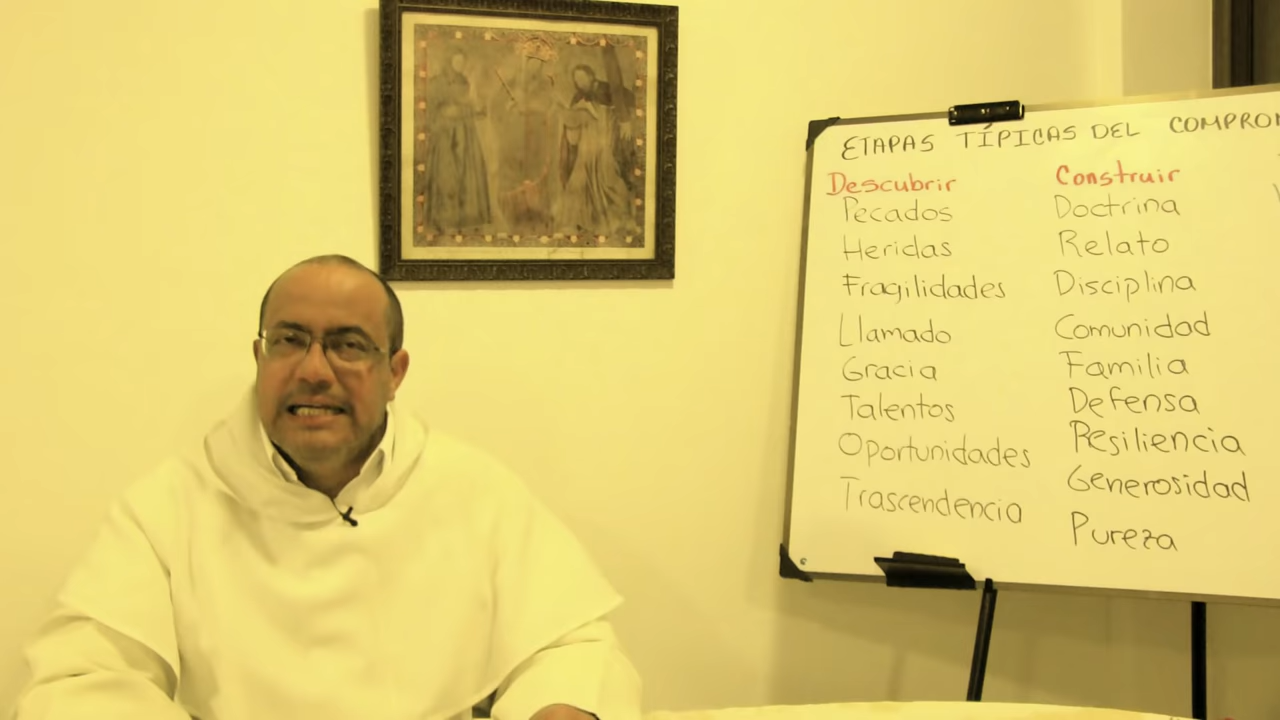 ETAPAS TÍPICAS DEL
Descubrir
Pecados
Heridas
Fragilidades
Llamado
Gracia
Talentos
Oportunidades
Trascendencia
Construir
Doctrina
Relato
Disciplina
Comunidad
Familia
Defensa
Resiliencia
Generosidad
Pureza